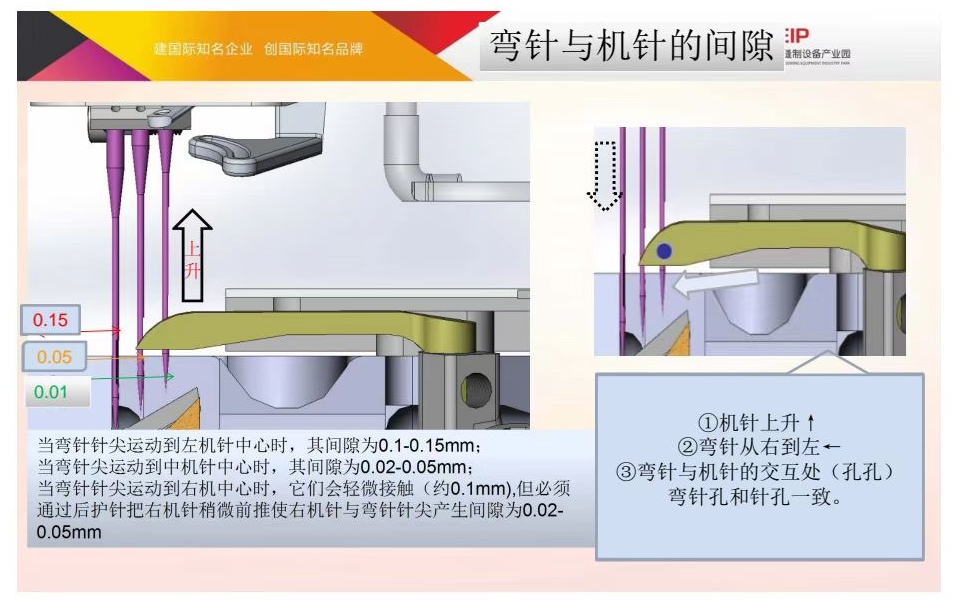 建国际知名企业 创国际知名品牌
弯针与机针的间隙
EIP
缝制设备产业园
上升
0.15
0.05
0.01
当弯针针尖运动到左机针中心时，其间隙为0.1-0.15mm；
当弯针尖运动到中机针中心时，其间隙为0.02-0.05mm；
当弯针针尖运动到右机中心时，它们会轻微接触（约0.1mm),但必须
通过后护针把右机针稍微前推使右机针与弯针针尖产生间隙为0.02-
0.05mm
①机针上升↑
②弯针从右到左←
③弯针与机针的交互处（孔孔）
弯针孔和针孔一致。